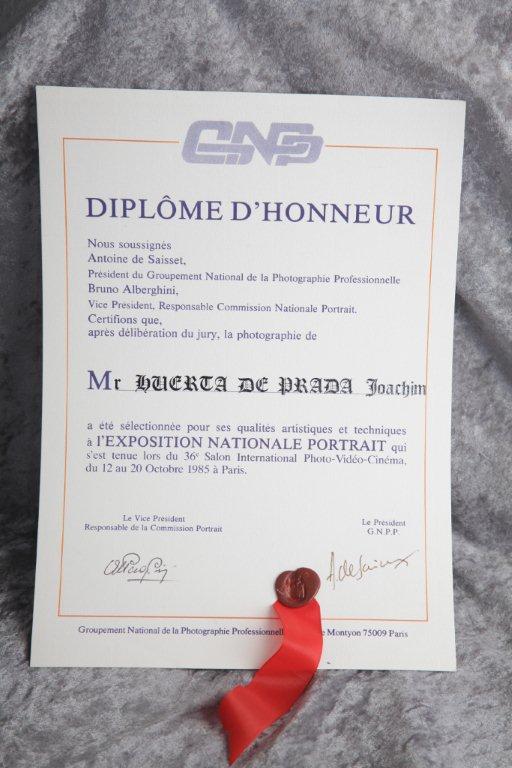 GNPP
DIPLÔME D'HONNEUR
Nous soussignés
Antoine de Saisset,
Président du Groupement National de la Photographie Professionnelle
Bruno Alberghini,
Vice Président, Responsable Commission Nationale Portrait.
Certifions que,
après délibération du jury, la photographie de
Mr HUERTA DE PRADA Joachim
a été sélectionnée pour ses qualités artistiques et techniques
à l'EXPOSITION NATIONALE PORTRAIT qui
s'est tenue lors du 36e Salon International Photo-Vidéo-Cinéma,
du 12 au 20 Octobre 1985 à Paris.
Le Vice Président
Responsable de la Commission Portrait
Le Président
G.N.P.P.
Groupement National de la Photographie Professionnelle Montyon 75009 Paris